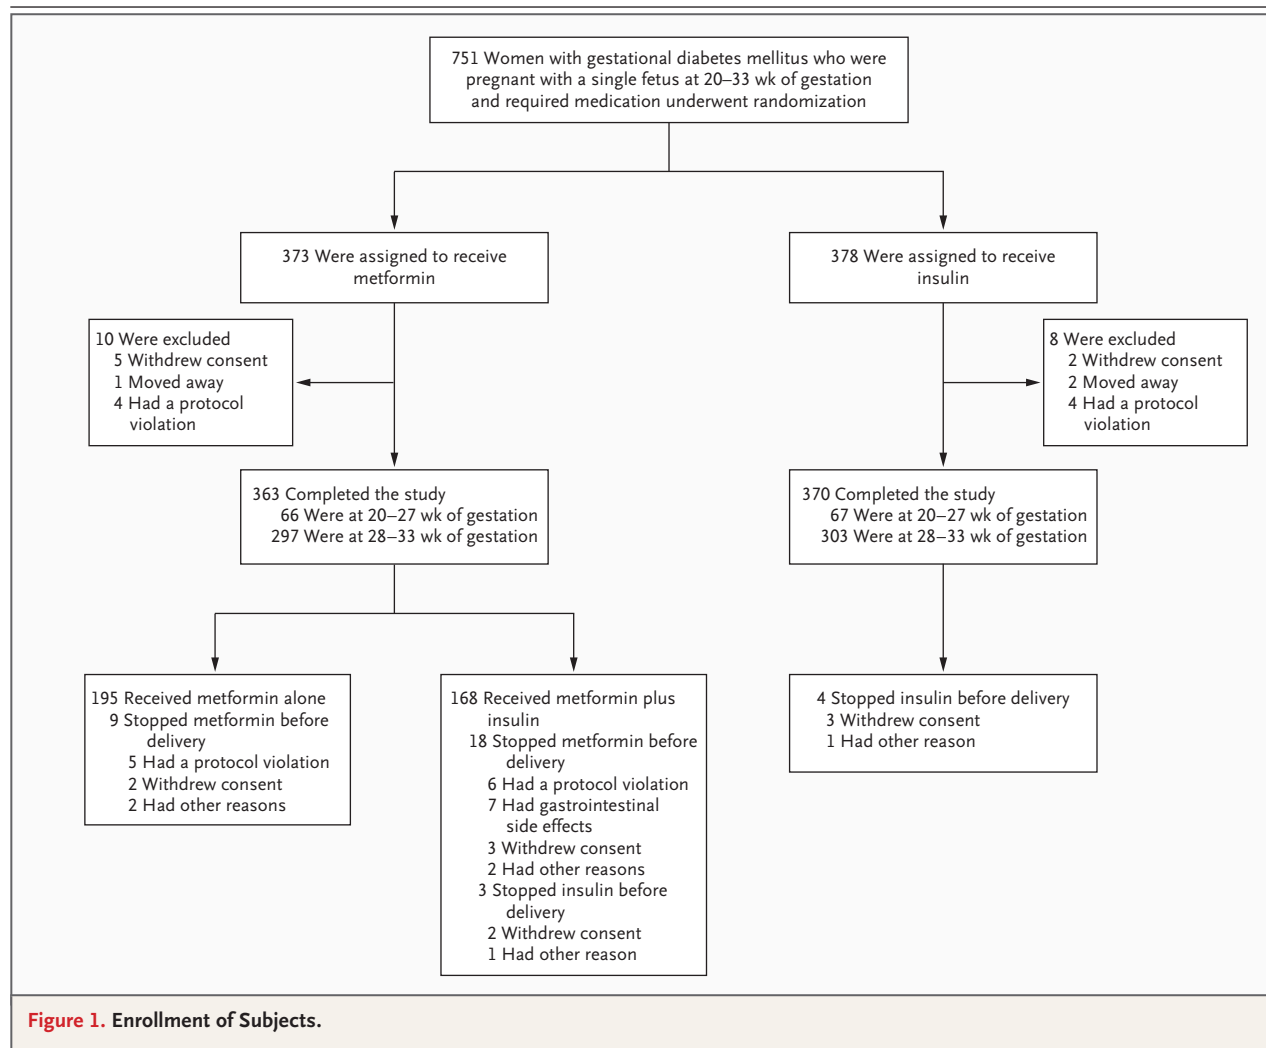 751 Women with gestational diabetes mellitus who were
pregnant with a single fetus at 20–33 wk of gestation
and required medication underwent randomization
373 Were assigned to receive
metformin
378 Were assigned to receive
insulin
10 Were excluded
5 Withdrew consent
1 Moved away
4 Had a protocol
violation
8 Were excluded
2 Withdrew consent
2 Moved away
4 Had a protocol
violation
363 Completed the study
66 Were at 20–27 wk of gestation
297 Were at 28–33 wk of gestation
370 Completed the study
67 Were at 20–27 wk of gestation
303 Were at 28–33 wk of gestation
195 Received metformin alone
9 Stopped metformin before
delivery
5 Had a protocol violation
2 Withdrew consent
2 Had other reasons
168 Received metformin plus
insulin
18 Stopped metformin before
delivery
6 Had a protocol violation
7 Had gastrointestinal
side effects
3 Withdrew consent
2 Had other reasons
3 Stopped insulin before
delivery
2 Withdrew consent
1 Had other reason
4 Stopped insulin before delivery
3 Withdrew consent
1 Had other reason
Figure 1. Enrollment of Subjects.